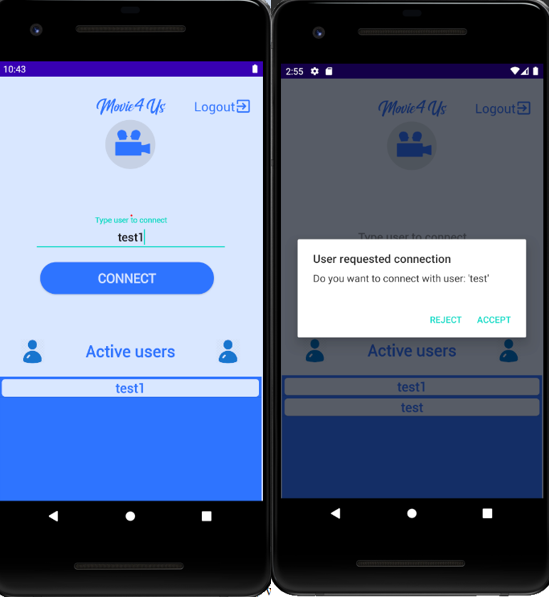 10:43
Movie4Us
Logout
Type user to connect
test1
CONNECT
Active users
test1
2:55
Movie4Us
Logout
Type user to connect
User requested connection
Do you want to connect with user: 'test'
REJECT
ACCEPT
Active users
test1
test